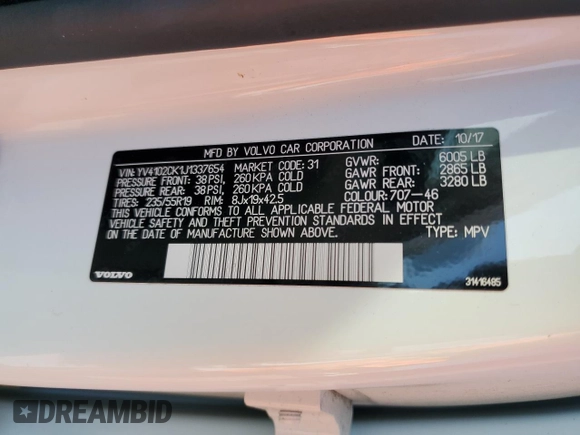 MFD BY VOLVO CAR CORPORATION DATE: 10/17
VIN: YV4102CK1J1337654 MARKET CODE: 31 GVWR: 6005 LB
PRESSURE FRONT: 38 PSI, 260 KPA COLD GAWR FRONT: 2865 LB
PRESSURE REAR: 38 PSI, 260 KPA COLD GAWR REAR: 3280 LB
TIRES: 235/55R19 RIM: 8Jx19x42.5 COLOUR: 707-46
THIS VEHICLE CONFORMS TO ALL APPLICABLE FEDERAL MOTOR
VEHICLE SAFETY AND THEFT PREVENTION STANDARDS IN EFFECT
ON THE DATE OF MANUFACTURE SHOWN ABOVE. TYPE: MPV
VOLVO 31416485
DREAMBID